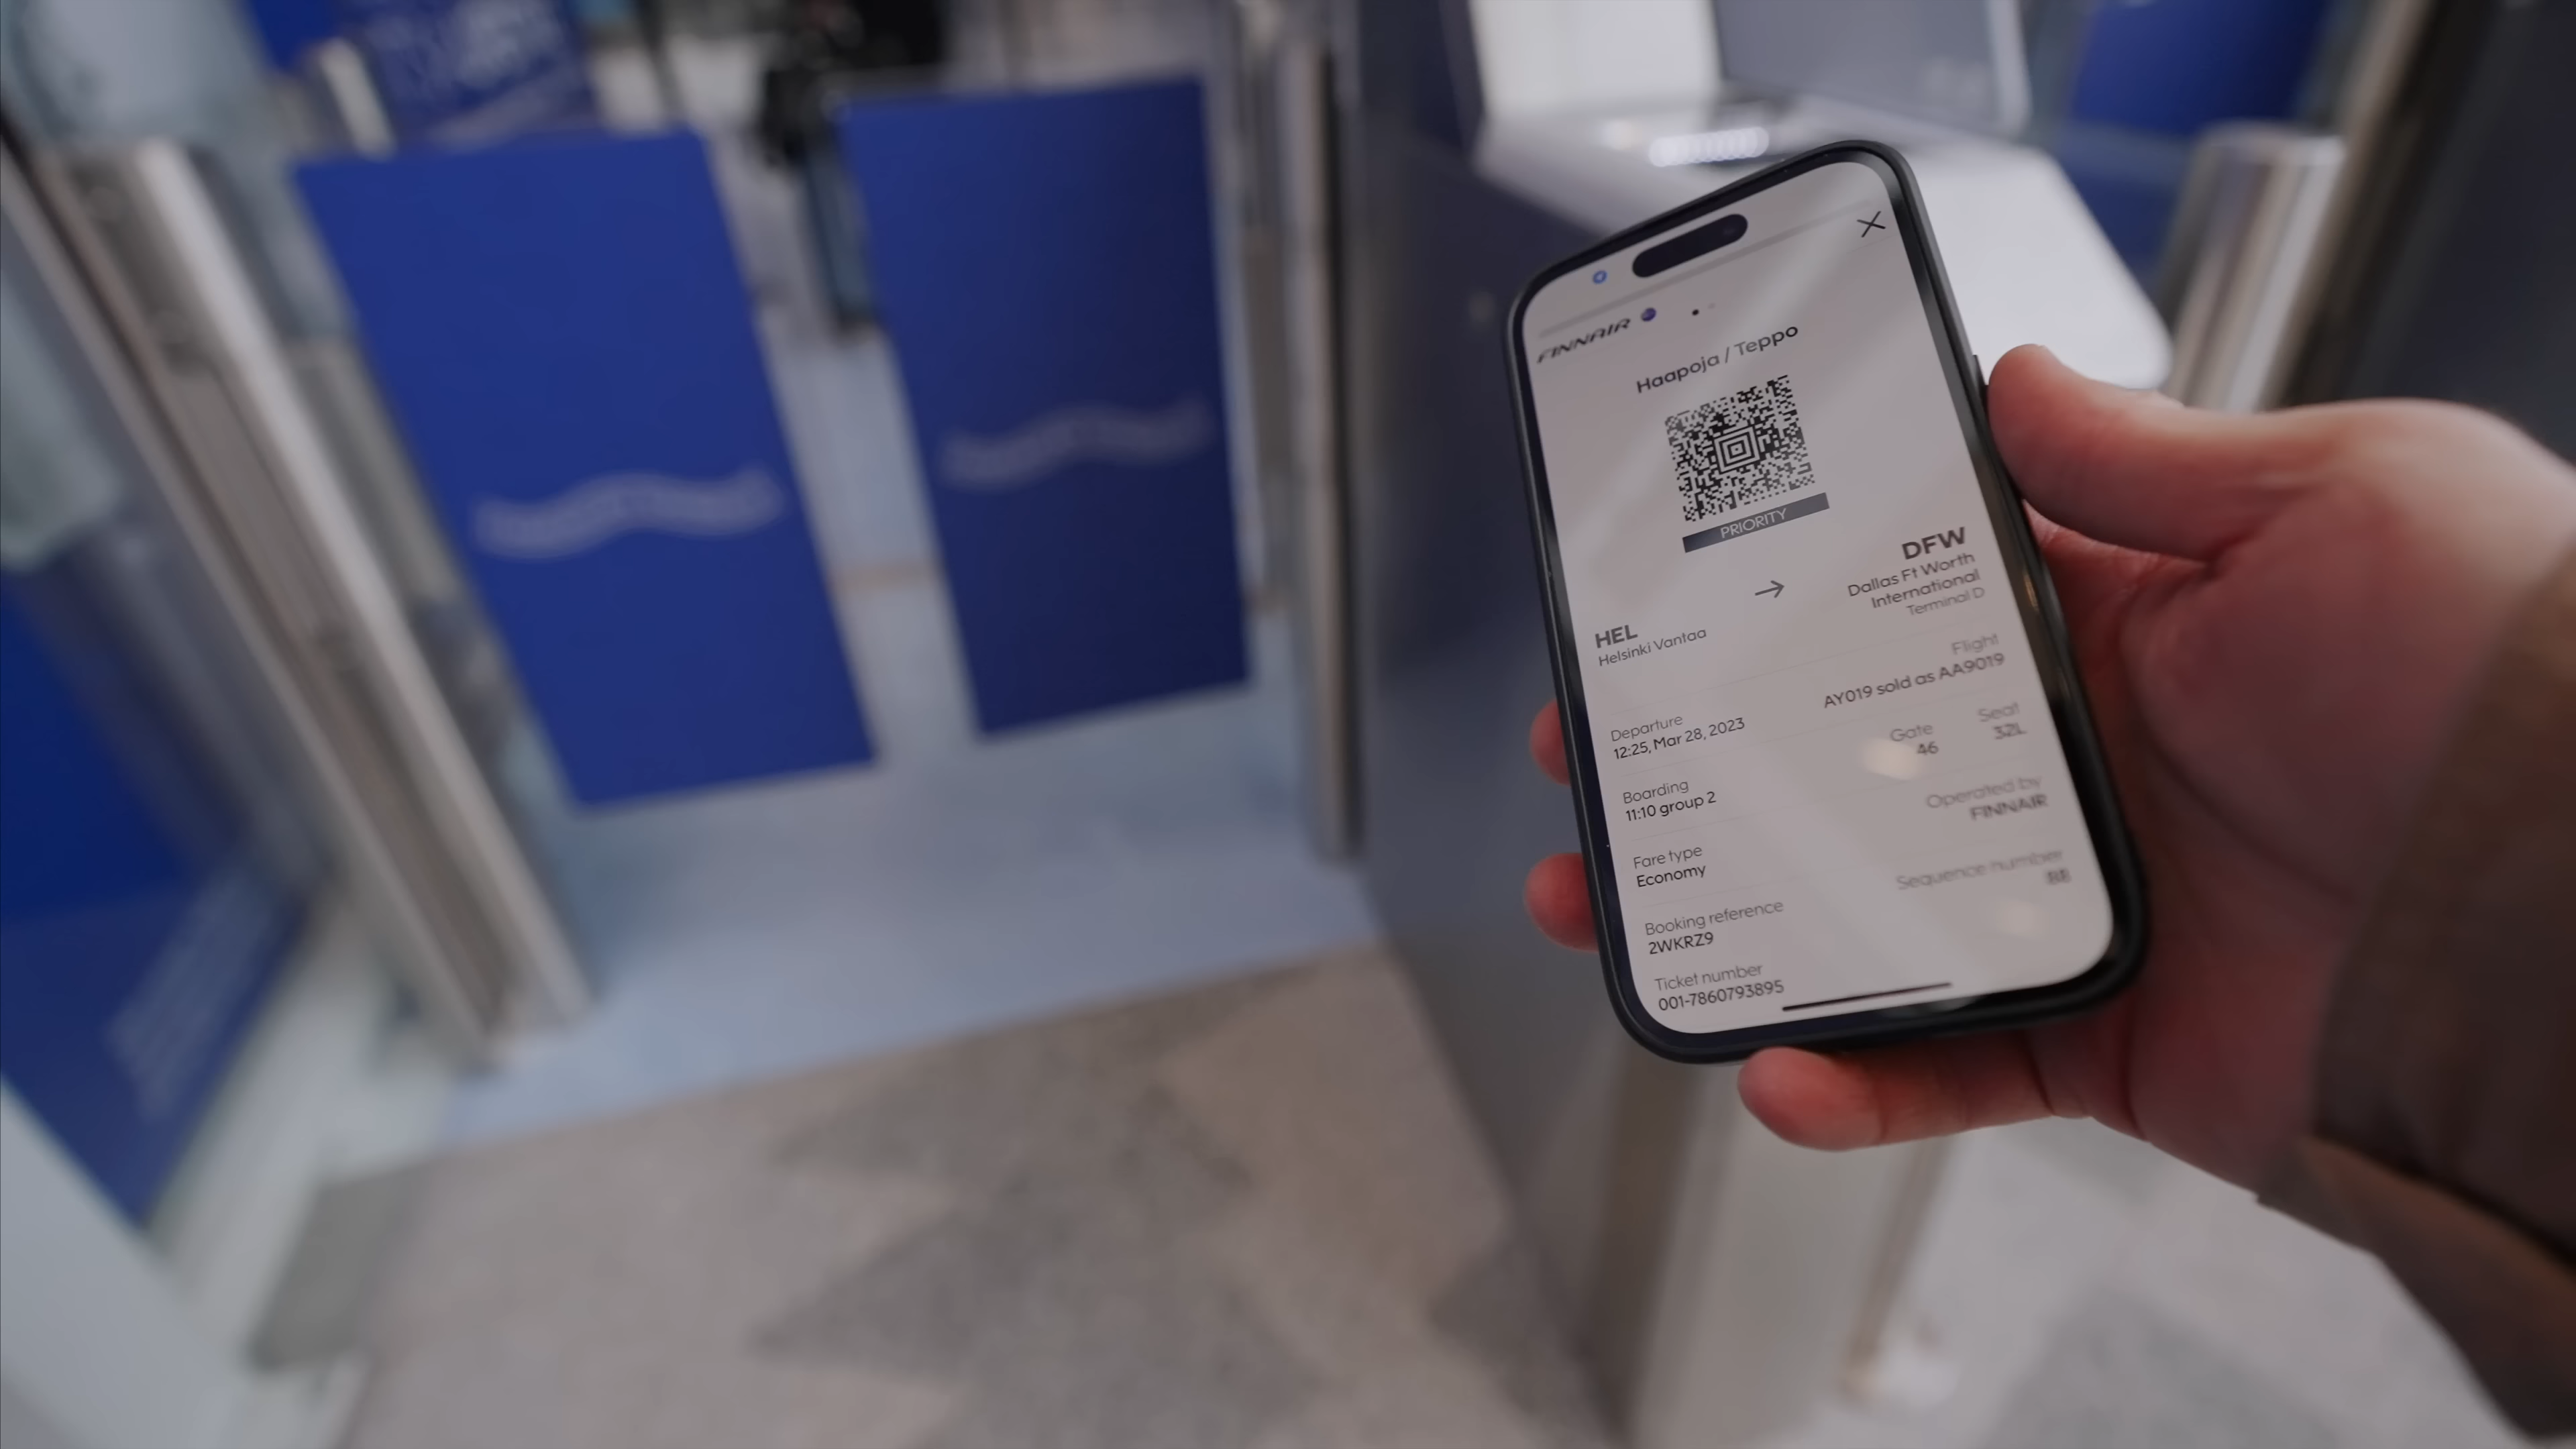 FINNAIR
Haapoja / Teppo
PRIORITY
HEL
Helsinki Vantaa
DFW
Dallas Ft Worth
International
Terminal D
Flight
AY019 sold as AA9019
Departure
12:25, Mar 28, 2023
Gate
46
Seat
32L
Boarding
11:10 group 2
Operated by
FINNAIR
Fare type
Economy
Sequence number
88
Booking reference
2WKRZ9
Ticket number
001-7860793895